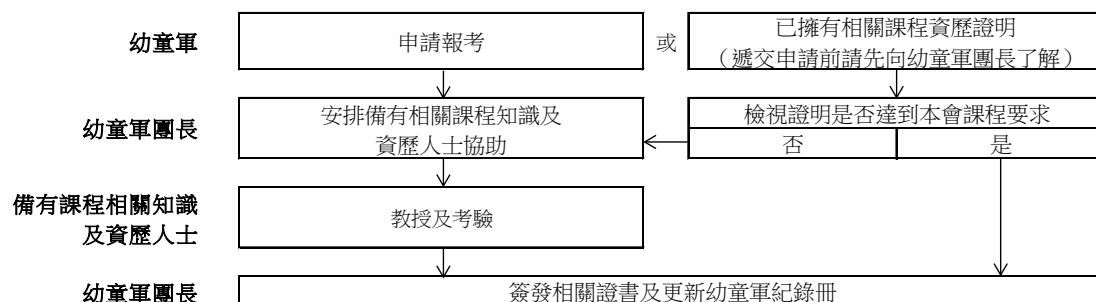 幼童軍
申請報考
或
已擁有相關課程資歷證明
（遞交申請前請先向幼童軍團長了解）
幼童軍團長
安排備有相關課程知識及
資歷人士協助
檢視證明是否達到本會課程要求
否
是
備有課程相關知識
及資歷人士
教授及考驗
幼童軍團長
簽發相關證書及更新幼童軍紀錄冊